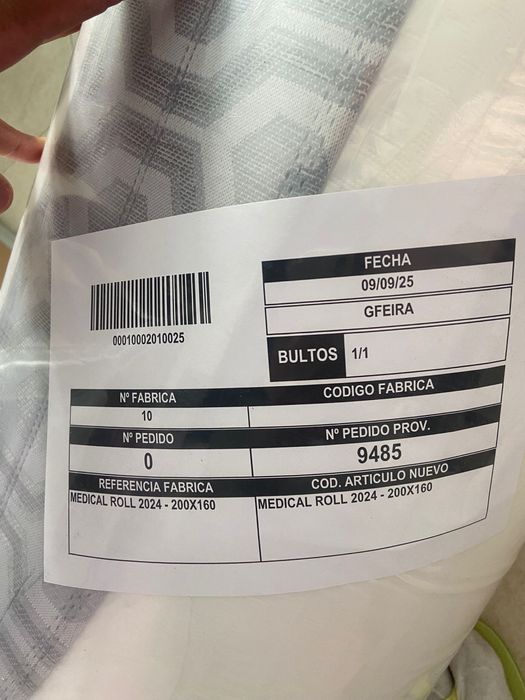 00010002010025
FECHA
09/09/25
GFEIRA
BULTOS 1/1
Nº FABRICA CODIGO FABRICA
10
Nº PEDIDO Nº PEDIDO PROV.
0 9485
REFERENCIA FABRICA COD. ARTICULO NUEVO
MEDICAL ROLL 2024 - 200X160 MEDICAL ROLL 2024 - 200X160